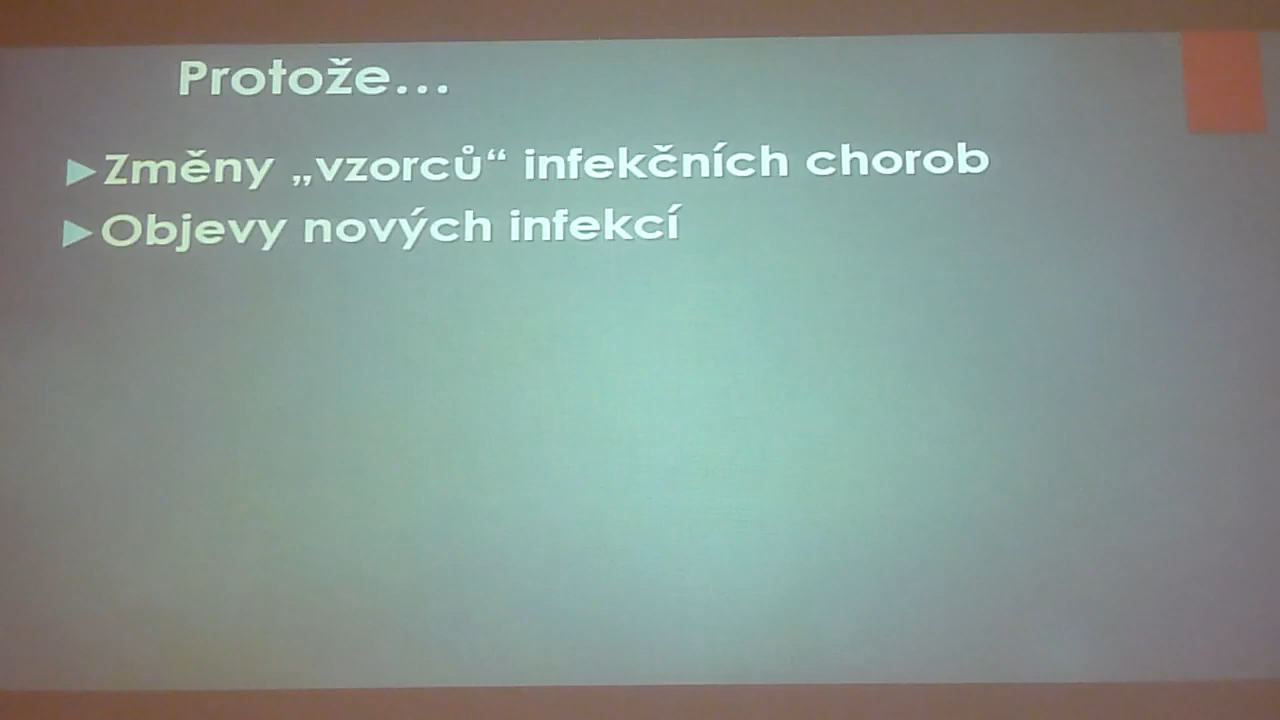 Protože...
►Změny „vzorců“ infekčních chorob
►Objevy nových infekcí